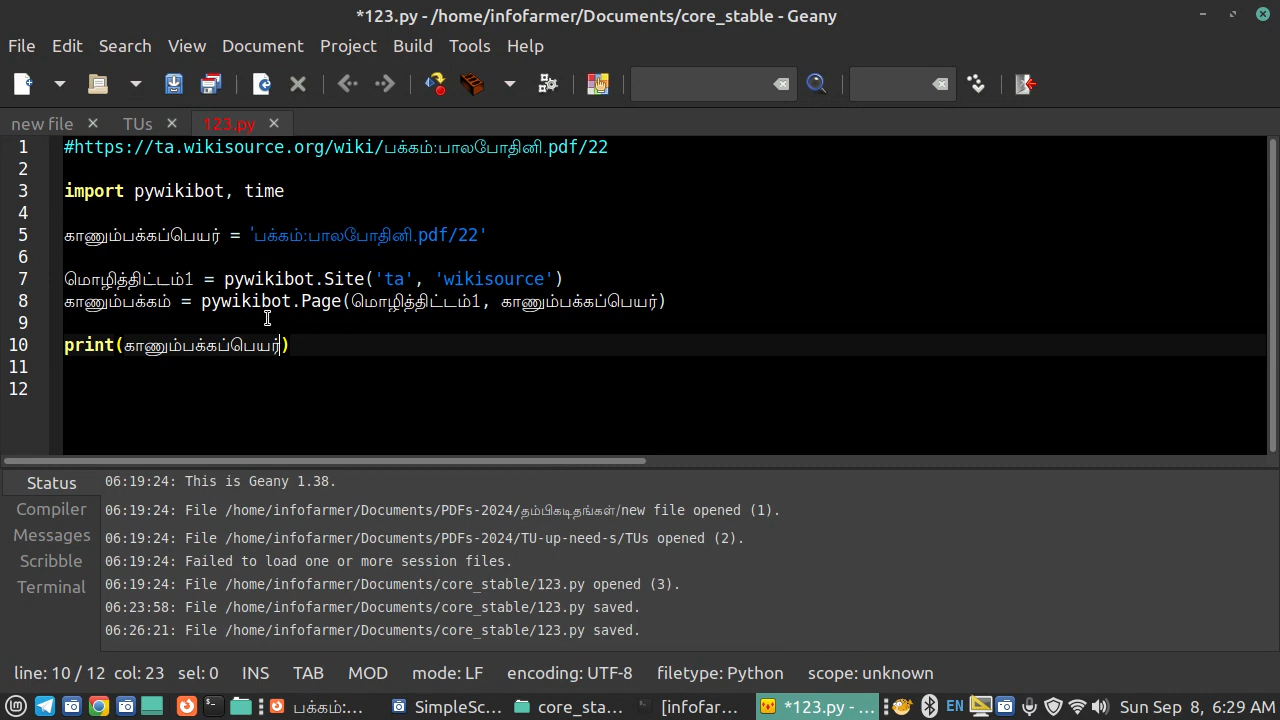 *123.py - /home/infofarmer/Documents/core_stable - Geany
File Edit Search View Document Project Build Tools Help
new file TUs 123.py
1 #https://ta.wikisource.org/wiki/பக்கம்:பாலபோதினி.pdf/22
2
3 import pywikibot, time
4
5 காணும்பக்கப்பெயர் = 'பக்கம்:பாலபோதினி.pdf/22'
6
7 மொழித்திட்டம்1 = pywikibot.Site('ta', 'wikisource')
8 காணும்பக்கம் = pywikibot.Page(மொழித்திட்டம்1, காணும்பக்கப்பெயர்)
9
10 print(காணும்பக்கப்பெயர்)
11
12
Status
Compiler
Messages
Scribble
Terminal
06:19:24: This is Geany 1.38.
06:19:24: File /home/infofarmer/Documents/PDFs-2024/தம்பிகடிதங்கள்/new file opened (1).
06:19:24: File /home/infofarmer/Documents/PDFs-2024/TU-up-need-s/TUs opened (2).
06:19:24: Failed to load one or more session files.
06:19:24: File /home/infofarmer/Documents/core_stable/123.py opened (3).
06:23:58: File /home/infofarmer/Documents/core_stable/123.py saved.
06:26:21: File /home/infofarmer/Documents/core_stable/123.py saved.
line: 10 / 12 col: 23 sel: 0 INS TAB MOD mode: LF encoding: UTF-8 filetype: Python scope: unknown
பக்கம்:... SimpleSc... core_sta... [infofar... *123.py - ... EN Sun Sep 8, 6:29 AM